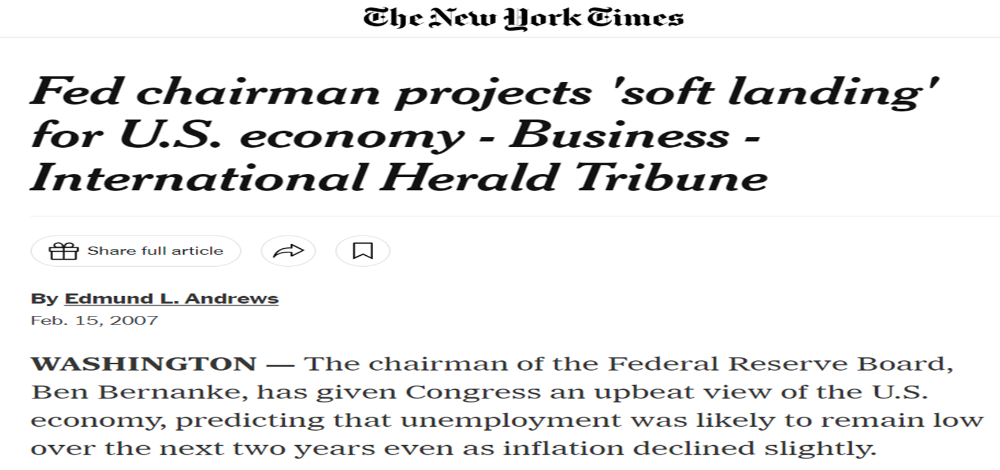 The New York Times
Fed chairman projects 'soft landing'
for U.S. economy - Business -
International Herald Tribune
Share full article
By Edmund L. Andrews
Feb. 15, 2007
WASHINGTON — The chairman of the Federal Reserve Board,
Ben Bernanke, has given Congress an upbeat view of the U.S.
economy, predicting that unemployment was likely to remain low
over the next two years even as inflation declined slightly.